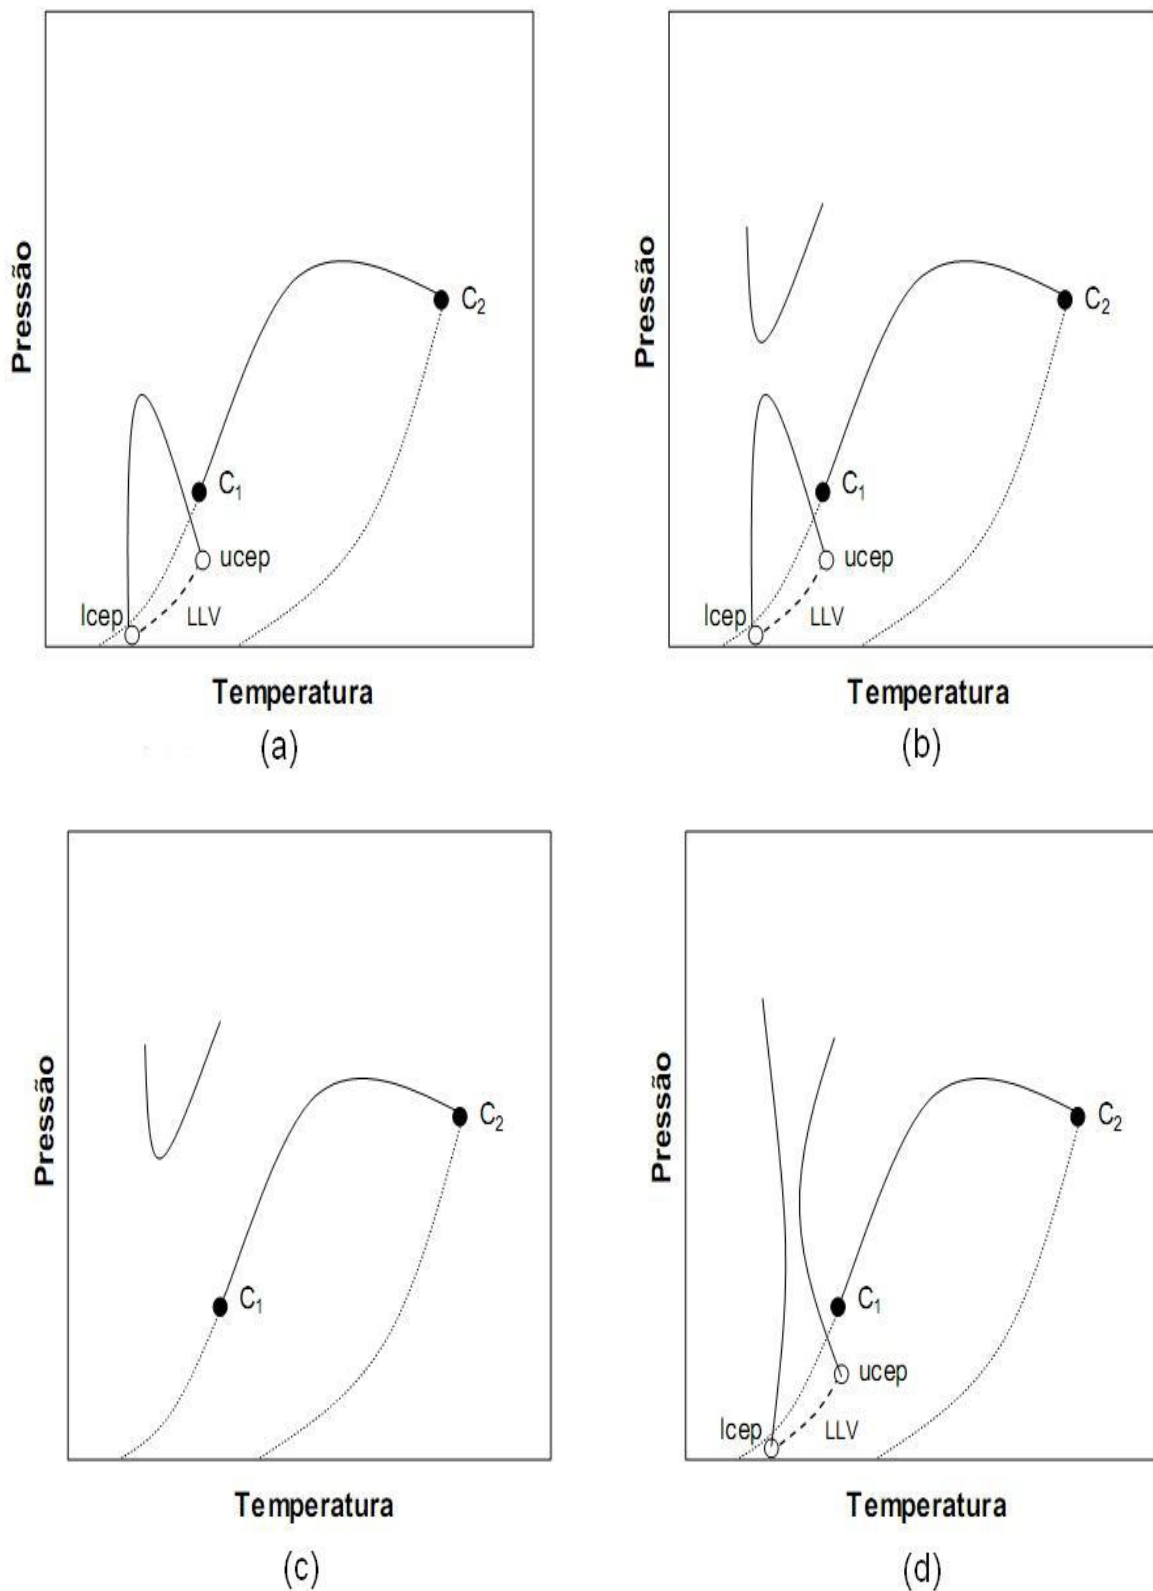 Pressão
C₂
C₁
ucep
lcep
LLV
Temperatura
(a)
Pressão
C₂
C₁
ucep
lcep
LLV
Temperatura
(b)
Pressão
C₂
C₁
Temperatura
(c)
Pressão
C₂
C₁
ucep
lcep
LLV
Temperatura
(d)